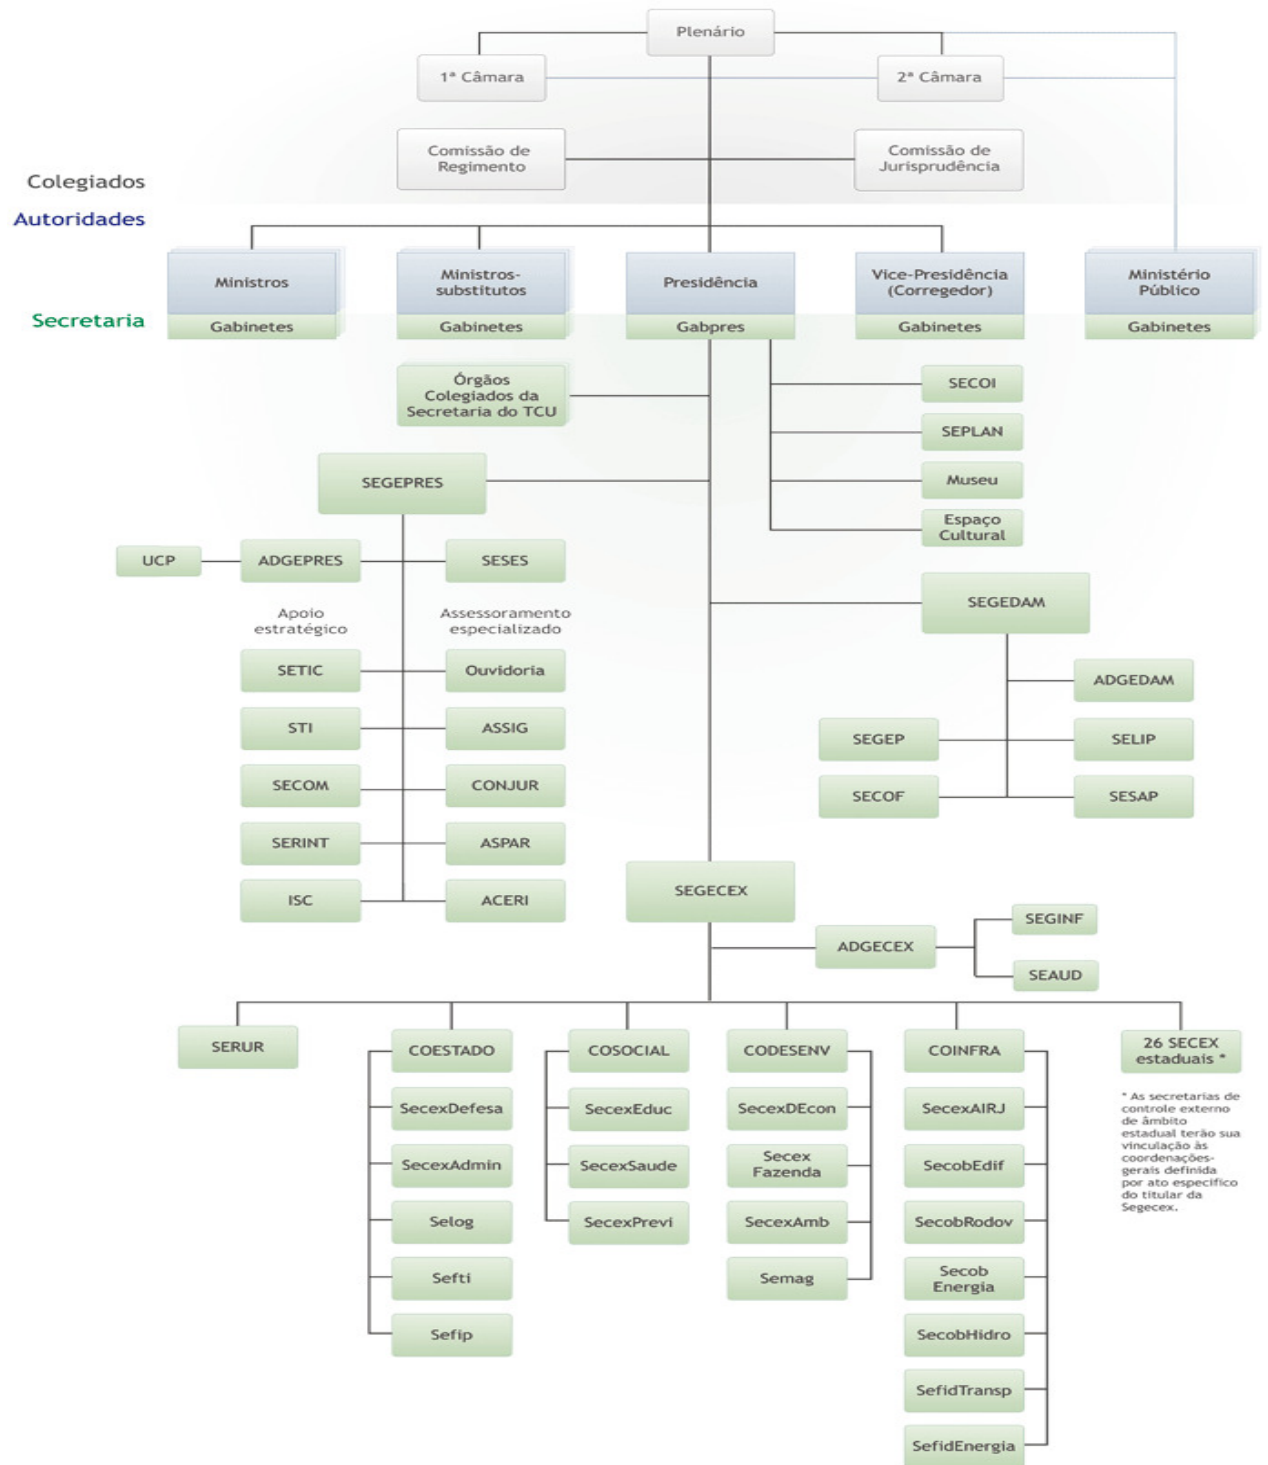 Plenário
1ª Câmara
2ª Câmara
Comissão de
Regimento
Comissão de
Jurisprudência
Colegiados
Autoridades
Ministros
Gabinetes
Ministros-
substitutos
Gabinetes
Presidência
Gabpres
Vice-Presidência
(Corregedor)
Gabinetes
Ministério
Público
Gabinetes
Secretaria
Órgãos
Colegiados da
Secretaria do TCU
SECOI
SEPLAN
Museu
Espaço
Cultural
SEGEPRES
UCP
ADGEPRES
SESES
Apoio
estratégico
Assessoramento
especializado
SETIC
Ouvidoria
STI
ASSIG
SECOM
CONJUR
SERINT
ASPAR
ISC
ACERI
SEGEDAM
ADGEDAM
SEGEP
SELIP
SECOF
SESAP
SEGECEX
ADGECEX
SEGINF
SEAUD
SERUR
COESTADO
SecexDefesa
SecexAdmin
Selog
Sefti
Sefip
COSOCIAL
SecexEduc
SecexSaude
SecexPrevi
CODESENV
SecexDEcon
Secex
Fazenda
SecexAmb
Semag
COINFRA
SecexAIRJ
SecobEdif
SecobRodov
Secob
Energia
SecobHidro
SefidTransp
SefidEnergia
26 SECEX
estaduais *
* As secretarias de
controle externo
de âmbito
estadual terão sua
vinculação às
coordenações-
gerais definida
por ato específico
do titular da
Segecex.